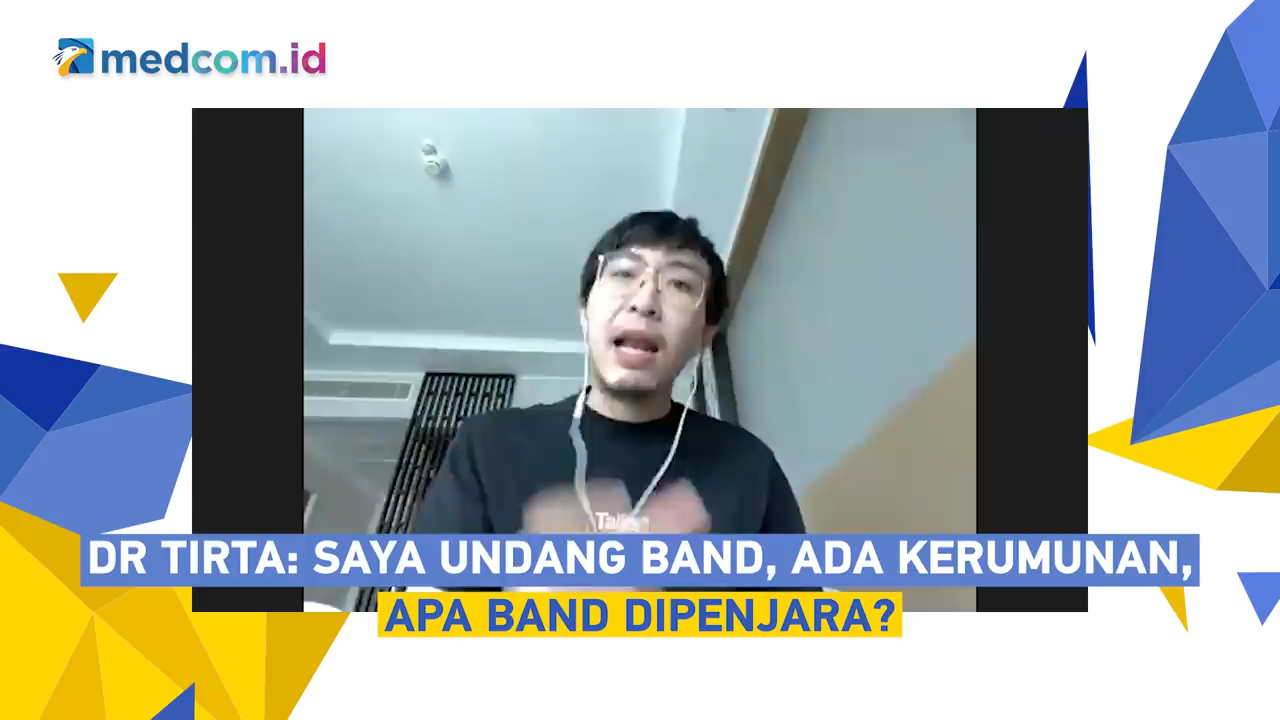 medcom.id
DR TIRTA: SAYA UNDANG BAND, ADA KERUMUNAN,
APA BAND DIPENJARA?